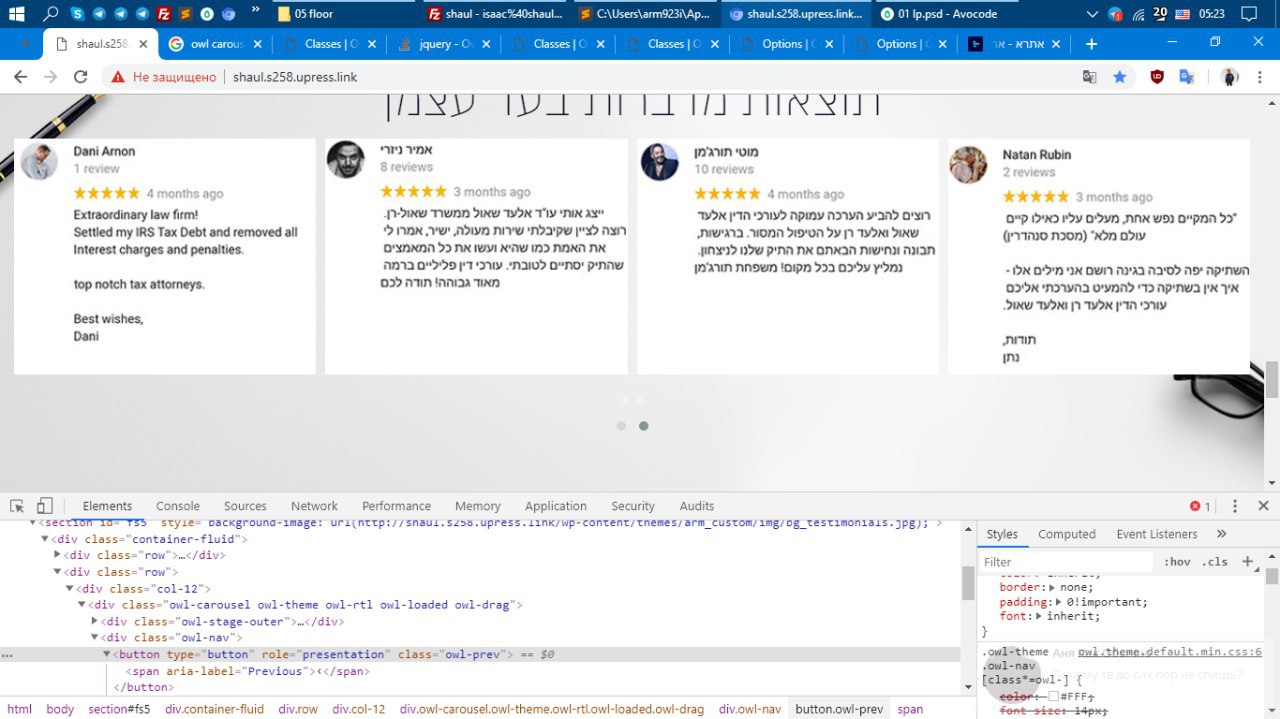 05 floor
shaul - isaac%40shaul...
C:\Users\arm923i\Ap...
shaul.s258.upress.link...
01 lp.psd - Avocode
20
05:23
shaul.s258
owl carous
Classes | O
jquery - Ov
Classes | O
Classes | O
Options | O
Options | O
אתרא - אר
Не защищено
shaul.s258.upress.link
תוצאות מדברות בעד עצמן
Dani Arnon
1 review
4 months ago
Extraordinary law firm!
Settled my IRS Tax Debt and removed all
Interest charges and penalties.
top notch tax attorneys.
Best wishes,
Dani
אמיר ניזרי
8 reviews
3 months ago
ייצג אותי עו"ד אלעד שאול ממשרד שאול-רן.
רוצה לציין שקיבלתי שירות מעולה, ישיר, אמרו לי
את האמת כמו שהיא ועשו את כל המאמצים
שהתיק יסתיים לטובתי. עורכי דין פליליים ברמה
מאוד גבוהה! תודה לכם
מוטי תורג'מן
10 reviews
4 months ago
רוצים להביע הערכה עמוקה לעורכי הדין אלעד
שאול ואלעד רן על הטיפול המסור. ברגישות,
תבונה ונחישות הבאתם את התיק שלנו לניצחון.
נמליץ עליכם בכל מקום! משפחת תורג'מן
Natan Rubin
2 reviews
3 months ago
"כל המקיים נפש אחת, מעלים עליו כאילו קיים
עולם מלא" (מסכת סנהדרין)
השתיקה יפה לסיבה בגינה רושם אני מילים אלו -
איך אין בשתיקה כדי להמעיט בהערכתי אליכם
עורכי הדין אלעד רן ואלעד שאול.
תודות,
נתן
‹ ›
Elements Console Sources Network Performance Memory Application Security Audits
1
<section id="fs5" style="background-image: url(http://shaul.s258.upress.link/wp-content/themes/arm_custom/img/bg_testimonials.jpg);">
<div class="container-fluid">
<div class="row">…</div>
<div class="row">
<div class="col-12">
<div class="owl-carousel owl-theme owl-rtl owl-loaded owl-drag">
<div class="owl-stage-outer">…</div>
<div class="owl-nav">
... <button type="button" role="presentation" class="owl-prev"> == $0
<span aria-label="Previous">‹</span>
</button>
html body section#fs5 div.container-fluid div.row div.col-12 div.owl-carousel.owl-theme.owl-rtl.owl-loaded.owl-drag div.owl-nav button.owl-prev span
Styles Computed Event Listeners »
Filter :hov .cls +
color: inherit;
border: none;
padding: 0!important;
font: inherit;
}
.owl-theme owl.theme.default.min.css:6
.owl-nav
[class*=owl-] {
color: #FFF;
font-size: 14px;
Аня
тв до сих пор не спишь?